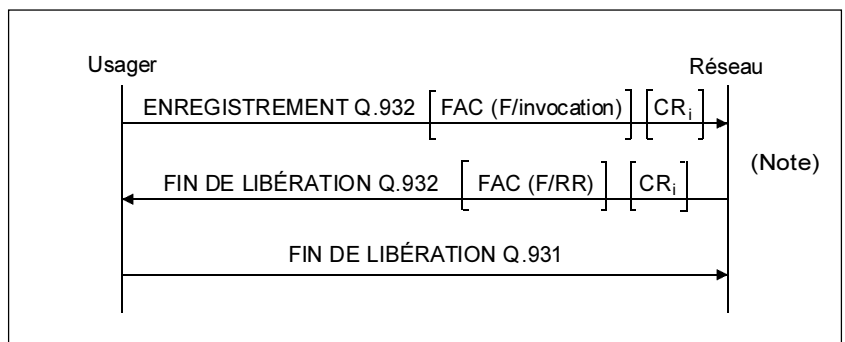 Usager Réseau
ENREGISTREMENT Q.932 [FAC (F/invocation)] [CRi]
(Note)
FIN DE LIBÉRATION Q.932 [FAC (F/RR)] [CRi]
FIN DE LIBÉRATION Q.931